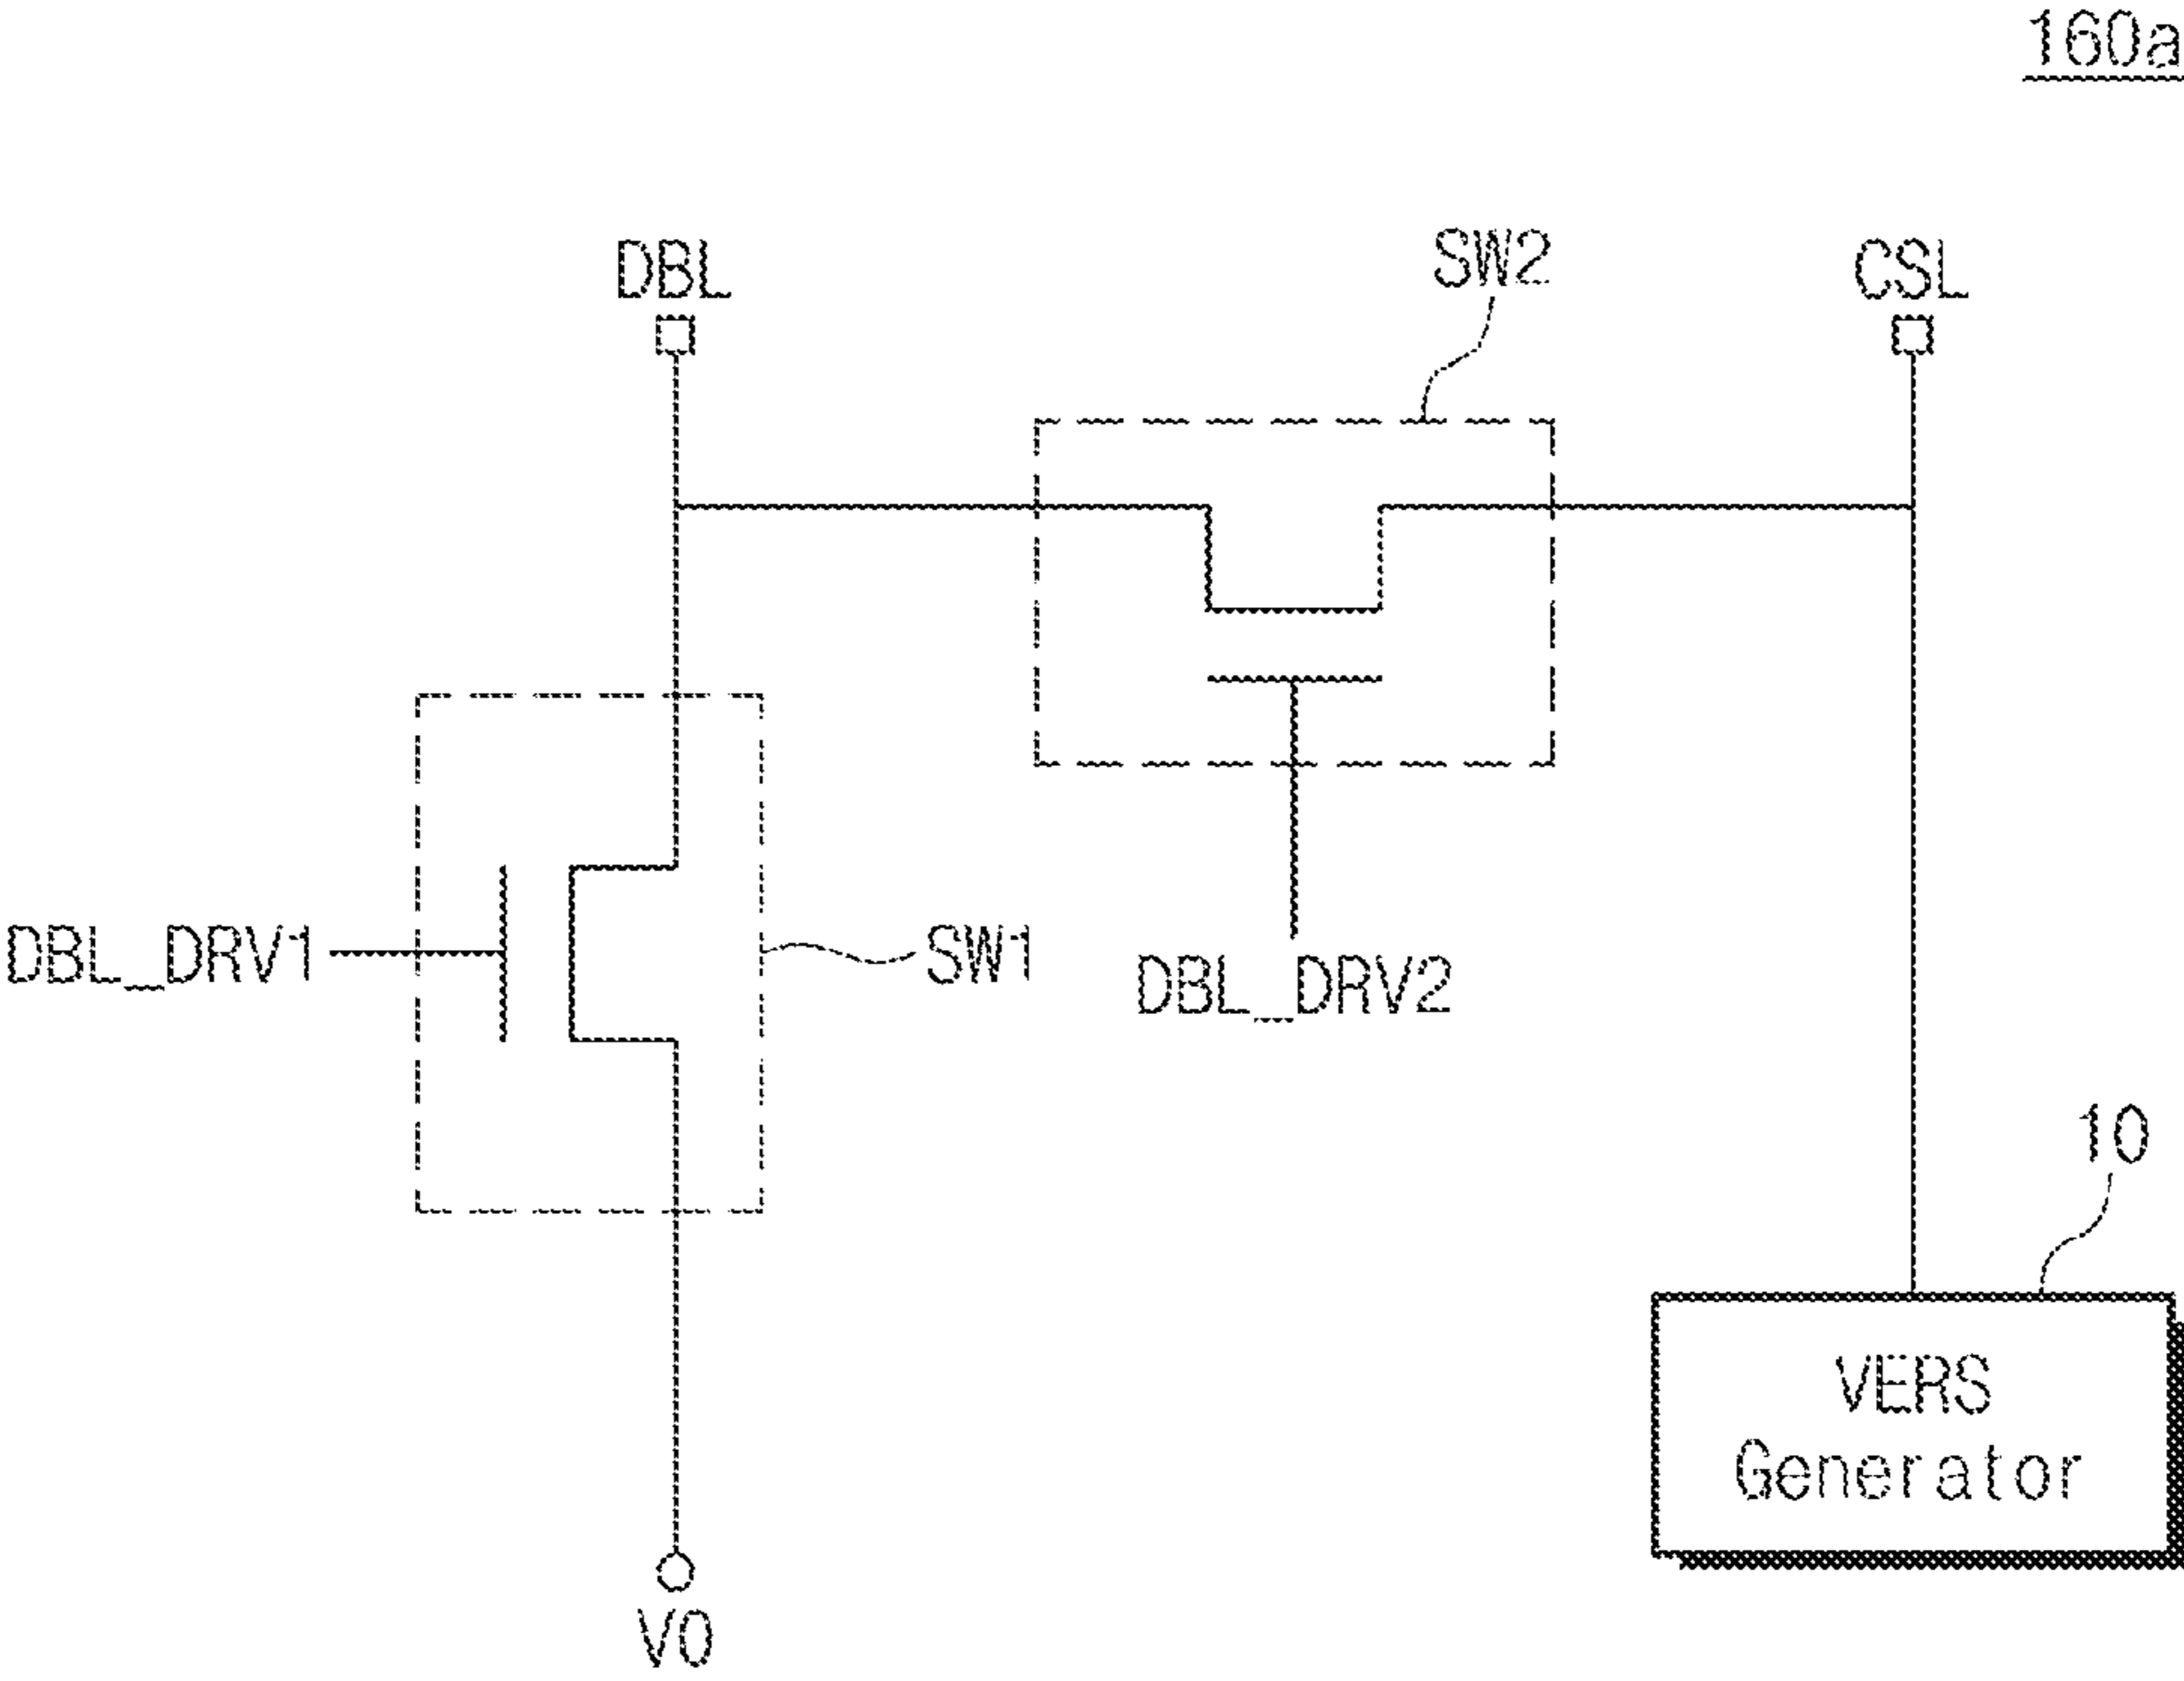 160a
DBL
SW2
CSL
DBL_DRV1
SW1
DBL_DRV2
10
VERS
Generator
V0